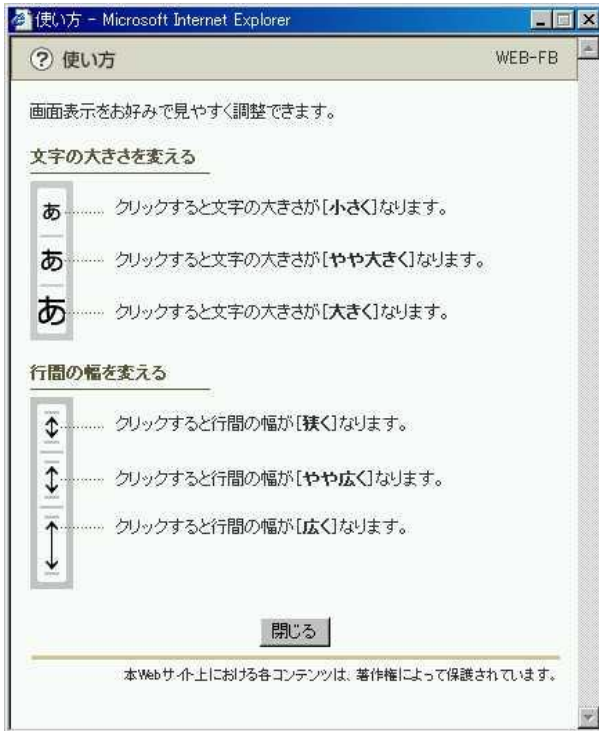 使い方 - Microsoft Internet Explorer
? 使い方 WEB-FB
画面表示をお好みで見やすく調整できます。
文字の大きさを変える
あ クリックすると文字の大きさが[小さく]なります。
あ クリックすると文字の大きさが[やや大きく]なります。
あ クリックすると文字の大きさが[大きく]なります。
行間の幅を変える
クリックすると行間の幅が[狭く]なります。
クリックすると行間の幅が[やや広く]なります。
クリックすると行間の幅が[広く]なります。
閉じる
本Webサイト上における各コンテンツは、著作権によって保護されています。